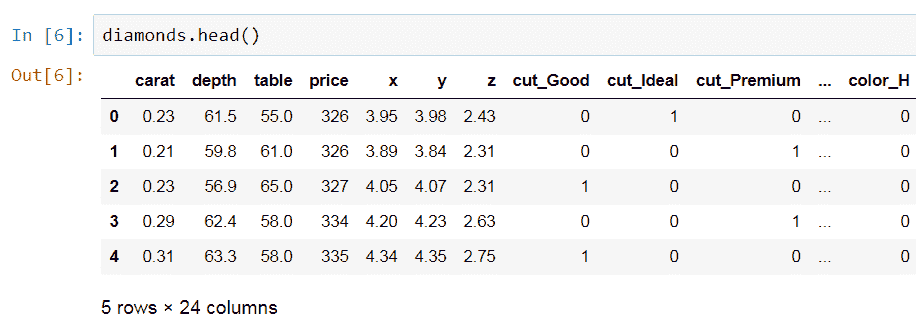 In [6]: diamonds.head()
Out[6]:
carat depth table price x y z cut_Good cut_Ideal cut_Premium ... color_H
0 0.23 61.5 55.0 326 3.95 3.98 2.43 0 1 0 ... 0
1 0.21 59.8 61.0 326 3.89 3.84 2.31 0 0 1 ... 0
2 0.23 56.9 65.0 327 4.05 4.07 2.31 1 0 0 ... 0
3 0.29 62.4 58.0 334 4.20 4.23 2.63 0 0 1 ... 0
4 0.31 63.3 58.0 335 4.34 4.35 2.75 1 0 0 ... 0
5 rows × 24 columns